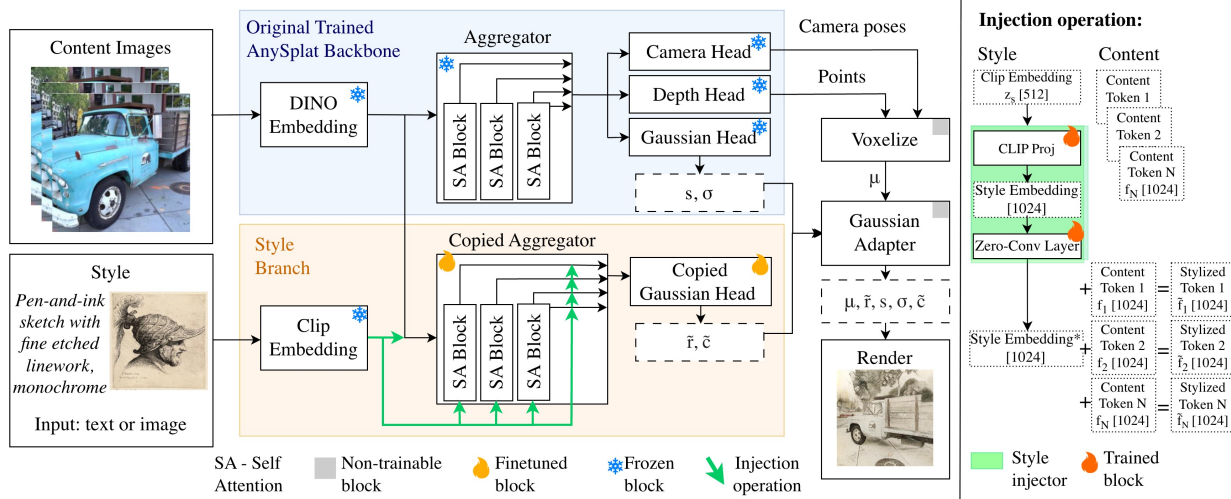 Content Images
Original Trained
AnySplat Backbone
DINO
Embedding
Aggregator
SA Block
SA Block
SA Block
Camera Head
Depth Head
Gaussian Head
s, σ
Camera poses
Points
Voxelize
μ
Gaussian
Adapter
μ, r̃, s, σ, c̃
Render
Style
Pen-and-ink
sketch with
fine etched
linework,
monochrome
Input: text or image
Style
Branch
Clip
Embedding
Copied Aggregator
SA Block
SA Block
SA Block
Copied
Gaussian Head
r̃, c̃
SA - Self
Attention
Non-trainable
block
Finetuned
block
Frozen
block
Injection
operation
Injection operation:
Style
Content
Clip Embedding
z_s [512]
CLIP Proj
Style Embedding
[1024]
Zero-Conv Layer
Style Embedding*
[1024]
Content
Token 1
Content
Token 2
Content
Token N
f_N [1024]
+
Content
Token 1
f_1 [1024]
=
Stylized
Token 1
f̃_1 [1024]
+
Content
Token 2
f_2 [1024]
=
Stylized
Token 2
f̃_2 [1024]
+
Content
Token N
f_N [1024]
=
Stylized
Token N
f̃_N [1024]
Style
injector
Trained
block